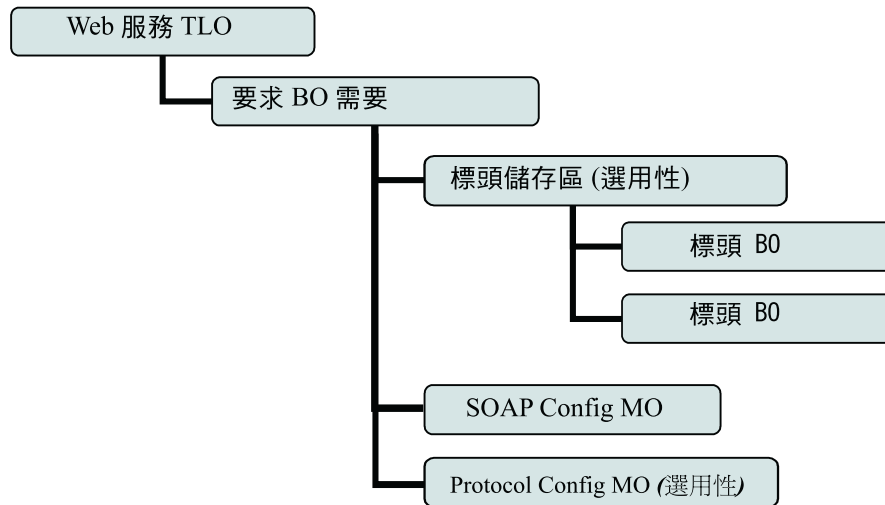 Web 服務 TLO
要求 BO 需要
標頭儲存區 (選用性)
標頭 BO
標頭 BO
SOAP Config MO
Protocol Config MO (選用性)